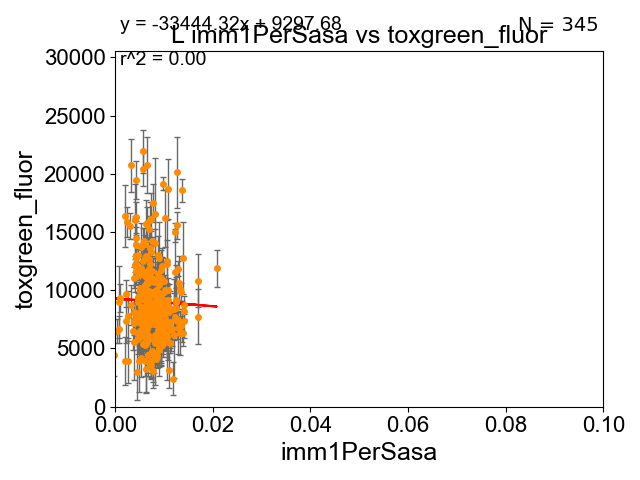 y = -33444.32x + 9297.68
N = 345
L imm1PerSasa vs toxgreen_fluor
r^2 = 0.00
30000
25000
20000
15000
10000
5000
0
toxgreen_fluor
0.00 0.02 0.04 0.06 0.08 0.10
imm1PerSasa